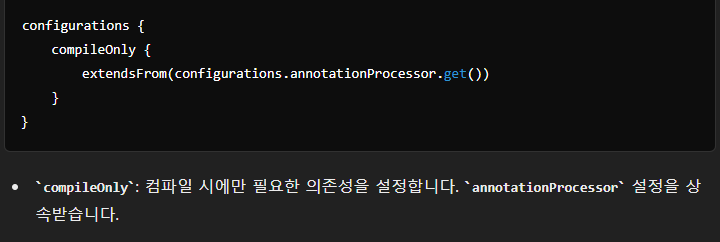 configurations {
    compileOnly {
        extendsFrom(configurations.annotationProcessor.get())
    }
}
• `compileOnly`: 컴파일 시에만 필요한 의존성을 설정합니다. `annotationProcessor` 설정을 상
속받습니다.